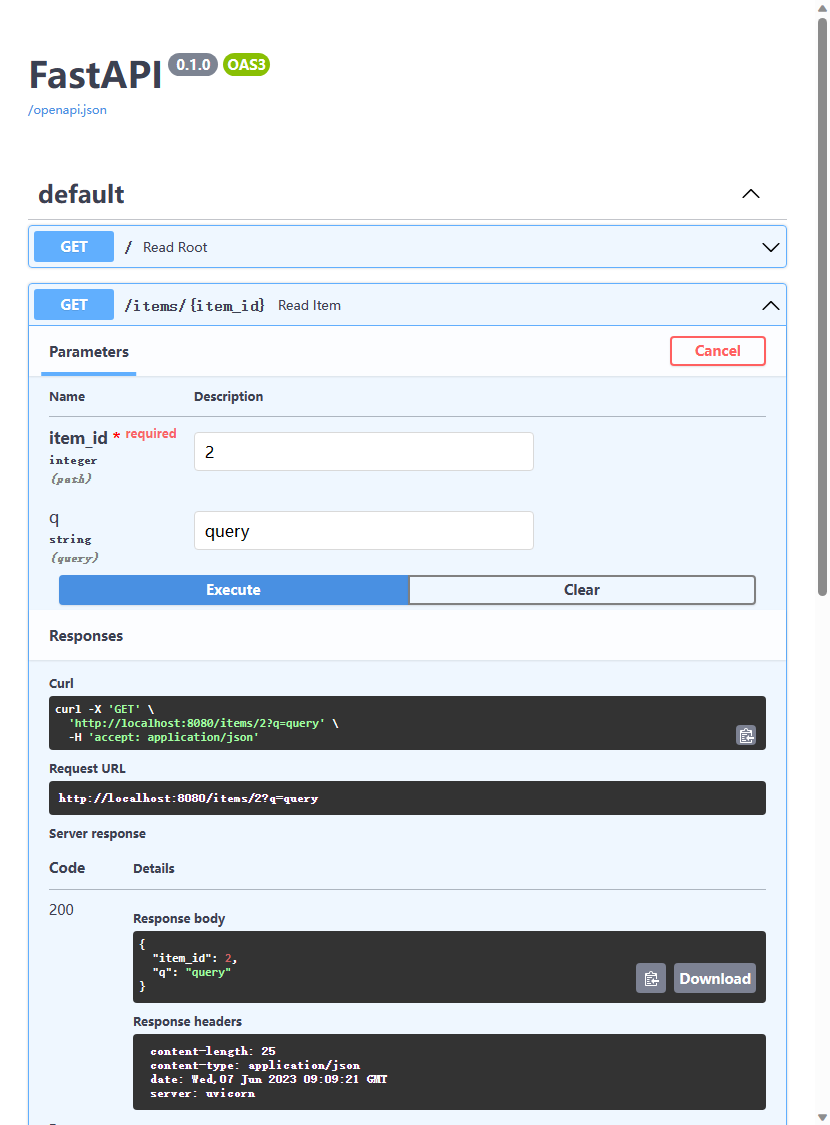 FastAPI 0.1.0 OAS3
/openapi.json
default
GET / Read Root
GET /items/{item_id} Read Item
Parameters Cancel
Name Description
item_id * required
integer
(path)
2
q
string
(query)
query
Execute Clear
Responses
Curl
curl -X 'GET' \
  'http://localhost:8080/items/2?q=query' \
  -H 'accept: application/json'
Request URL
http://localhost:8080/items/2?q=query
Server response
Code Details
200
Response body
{
  "item_id": 2,
  "q": "query"
}
Download
Response headers
content-length: 25
content-type: application/json
date: Wed,07 Jun 2023 09:09:21 GMT
server: uvicorn